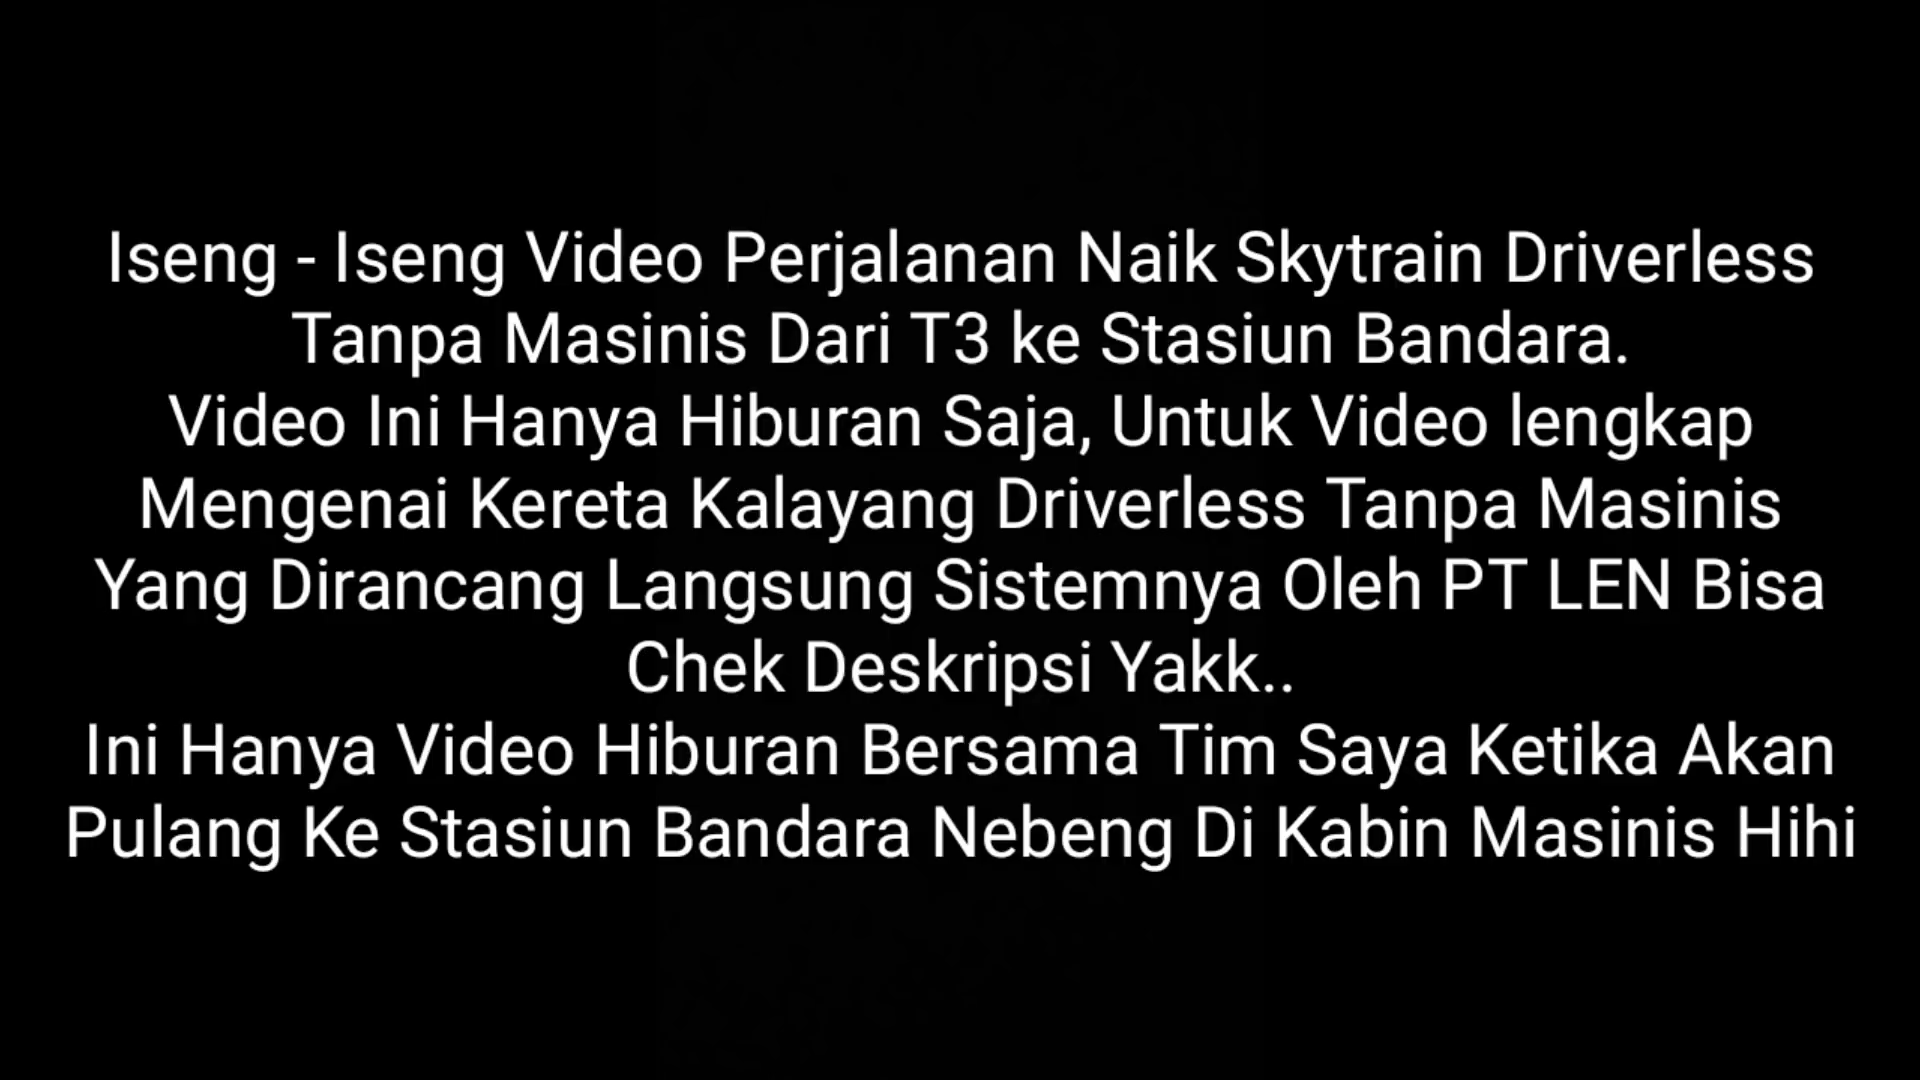 Iseng - Iseng Video Perjalanan Naik Skytrain Driverless
Tanpa Masinis Dari T3 ke Stasiun Bandara.
Video Ini Hanya Hiburan Saja, Untuk Video lengkap
Mengenai Kereta Kalayang Driverless Tanpa Masinis
Yang Dirancang Langsung Sistemnya Oleh PT LEN Bisa
Chek Deskripsi Yakk..
Ini Hanya Video Hiburan Bersama Tim Saya Ketika Akan
Pulang Ke Stasiun Bandara Nebeng Di Kabin Masinis Hihi